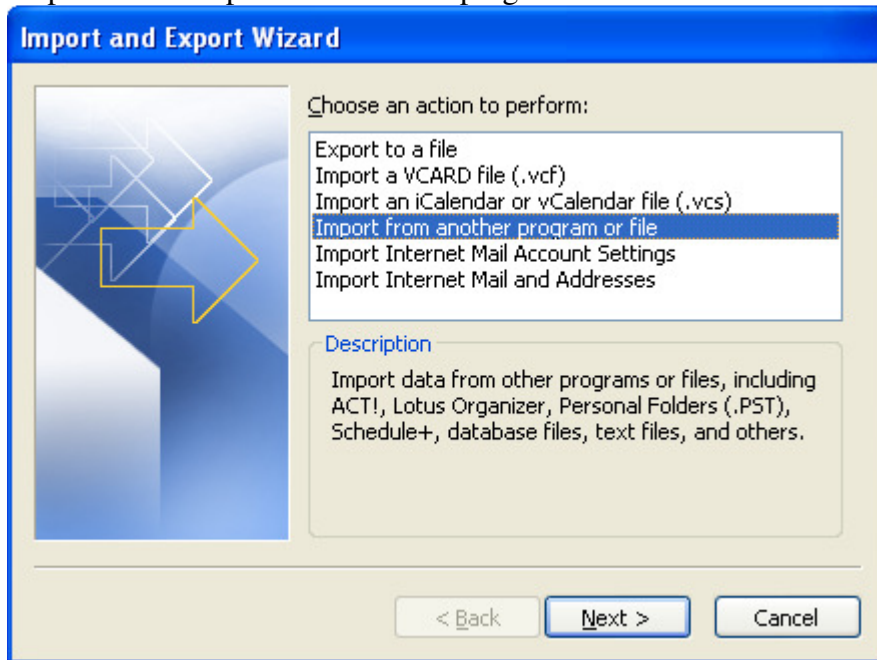 Import and Export Wizard
Choose an action to perform:
Export to a file
Import a VCARD file (.vcf)
Import an iCalendar or vCalendar file (.vcs)
Import from another program or file
Import Internet Mail Account Settings
Import Internet Mail and Addresses
Description
Import data from other programs or files, including
ACT!, Lotus Organizer, Personal Folders (.PST),
Schedule+, database files, text files, and others.
< Back
Next >
Cancel